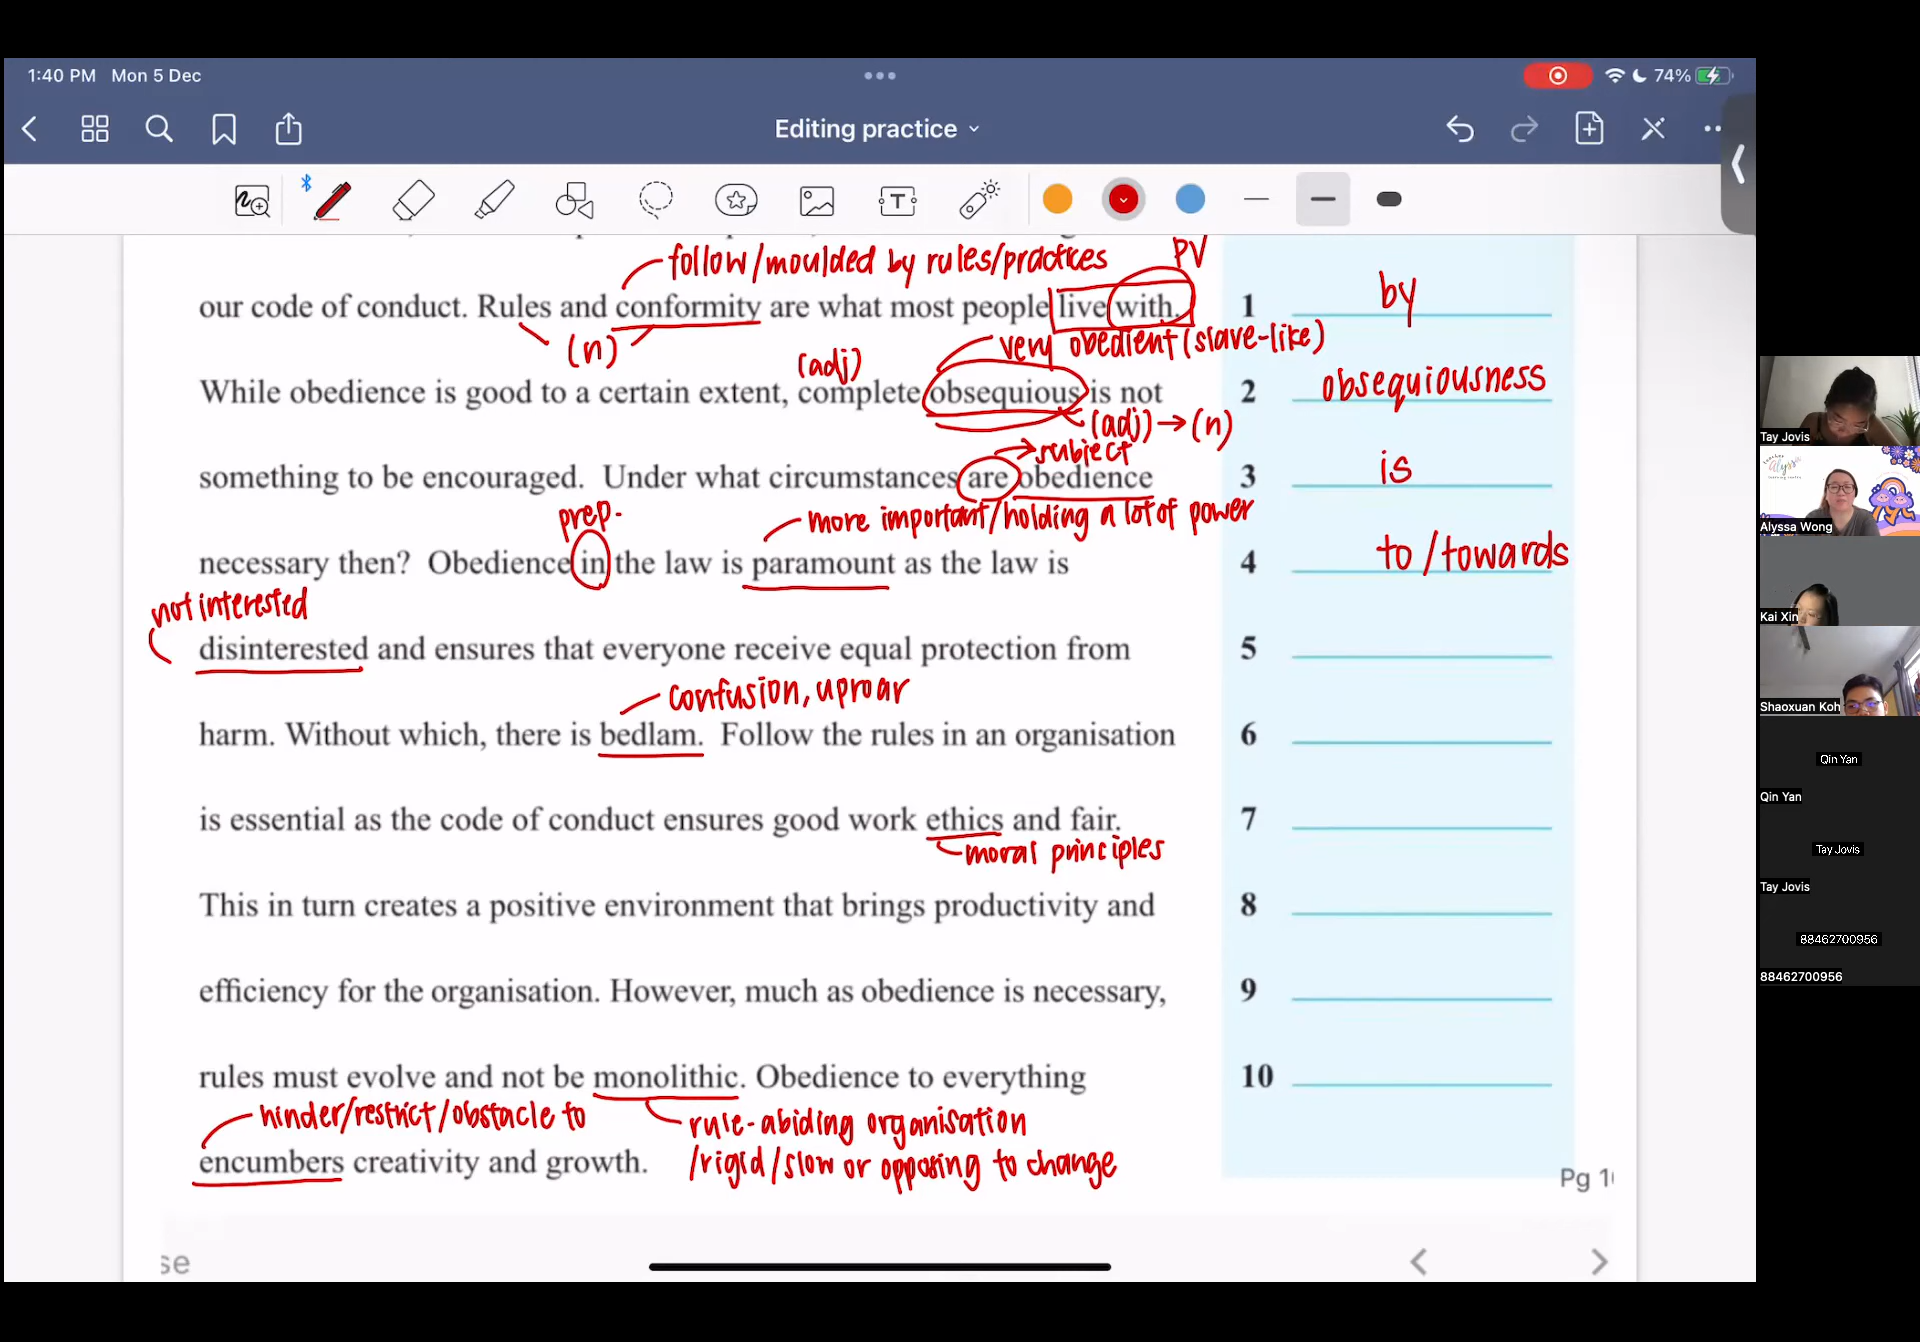 1:40 PM Mon 5 Dec
74%
Editing practice
follow/moulded by rules/practices
PV
our code of conduct. Rules and conformity are what most people live with.
1 by
(n)
very obedient (slave-like)
(adj)
While obedience is good to a certain extent, complete obsequious is not
2 obsequiousness
(adj)→(n)
subject
something to be encouraged. Under what circumstances are obedience
3 is
prep.
more important/holding a lot of power
necessary then? Obedience in the law is paramount as the law is
4 to/towards
not interested
disinterested and ensures that everyone receive equal protection from
5
confusion, uproar
harm. Without which, there is bedlam. Follow the rules in an organisation
6
is essential as the code of conduct ensures good work ethics and fair.
7
moral principles
This in turn creates a positive environment that brings productivity and
8
efficiency for the organisation. However, much as obedience is necessary,
9
rules must evolve and not be monolithic. Obedience to everything
10
hinder/restrict/obstacle to
rule-abiding organisation
/rigid/slow or opposing to change
encumbers creativity and growth.
Pg 1
se
Tay Jovis
Alyssa Wong
Kai Xin
Shaoxuan Koh
Qin Yan
Qin Yan
Tay Jovis
Tay Jovis
88462700956
88462700956